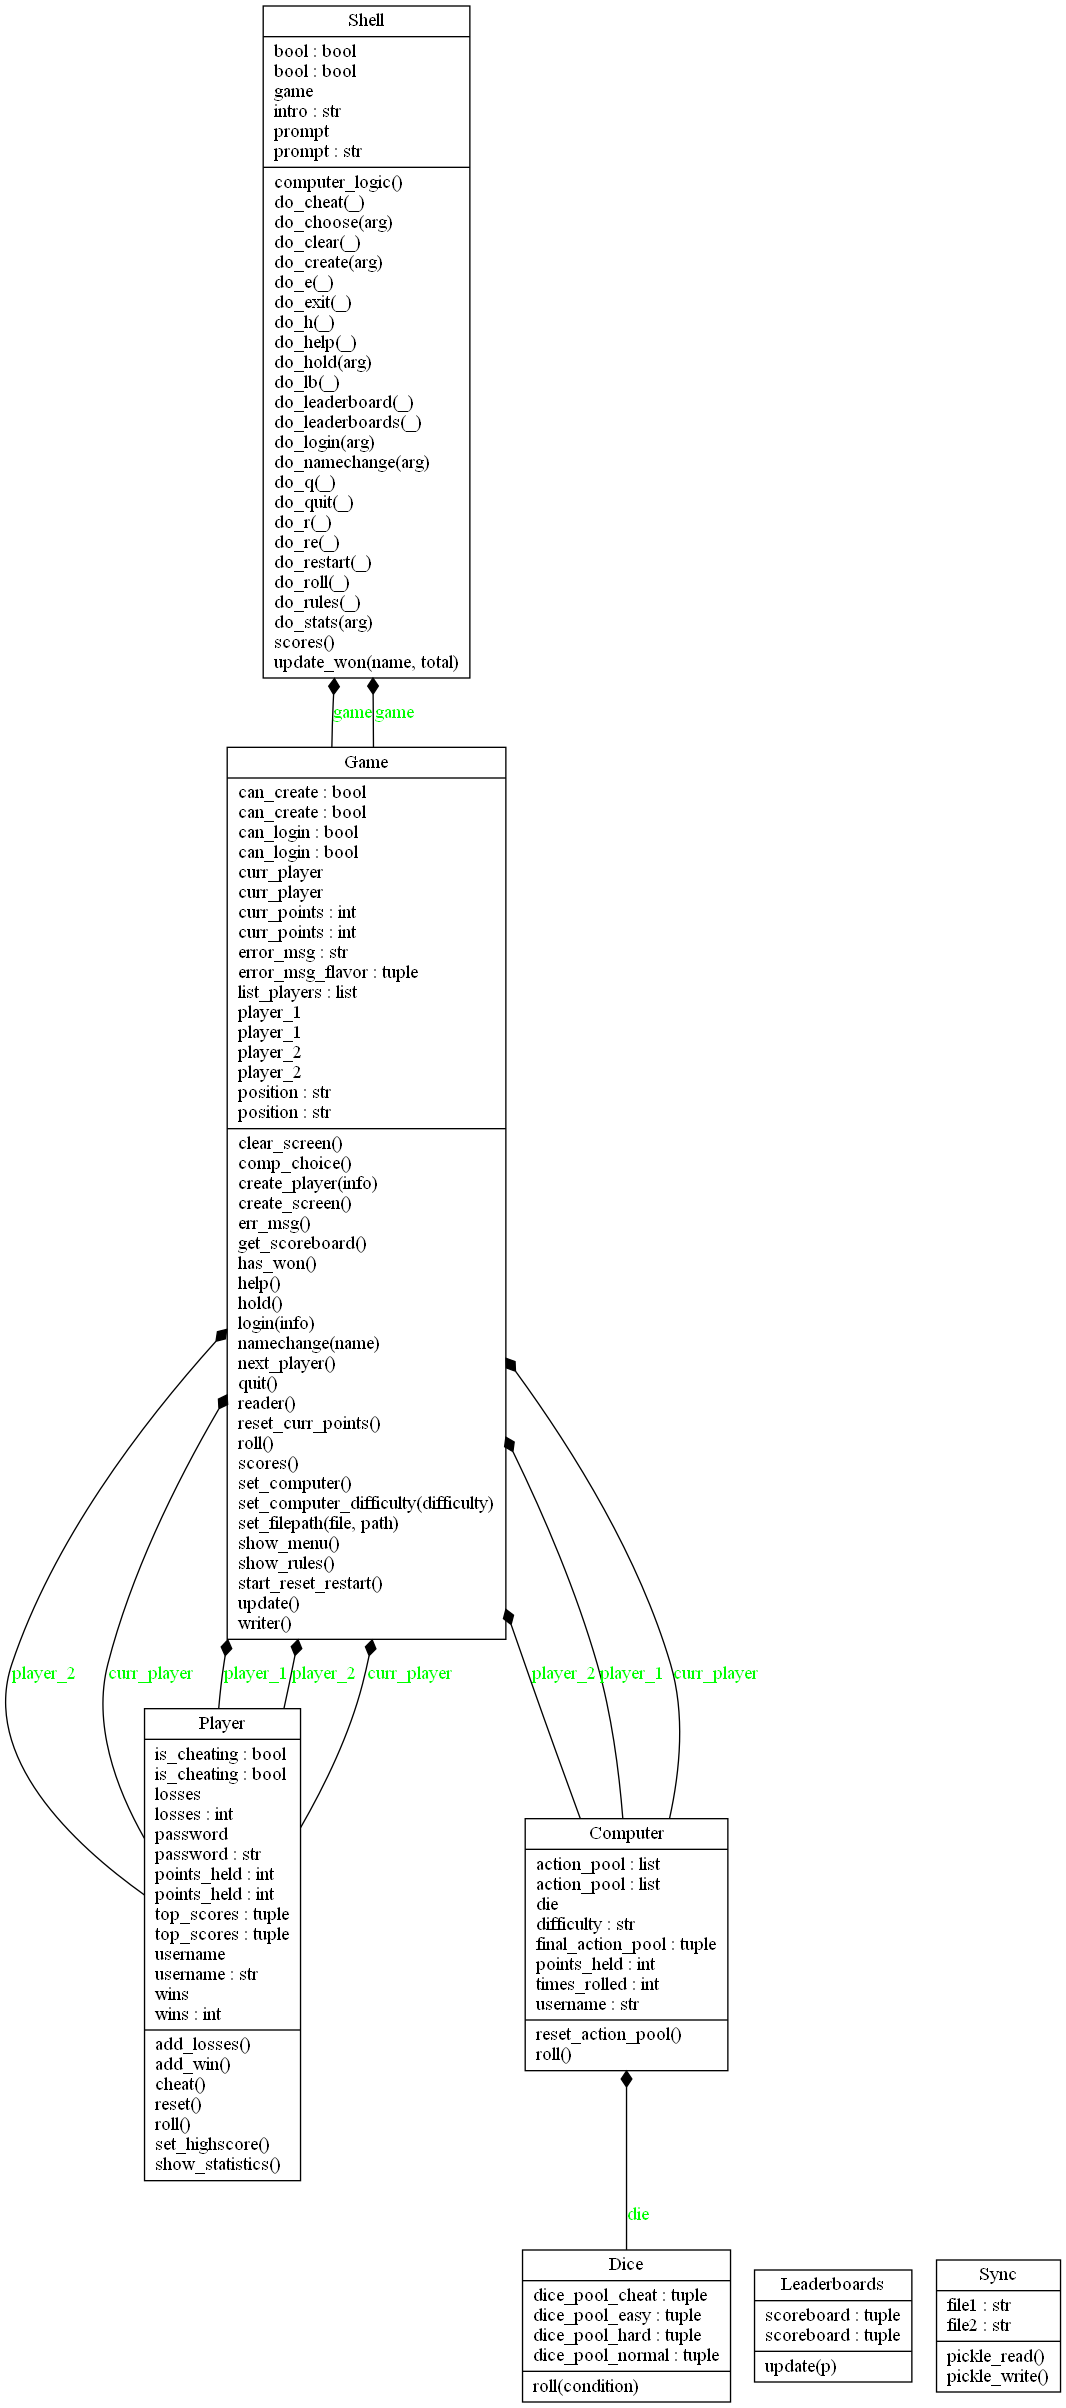 Shell
bool : bool
bool : bool
game
intro : str
prompt
prompt : str
computer_logic()
do_cheat(_)
do_choose(arg)
do_clear(_)
do_create(arg)
do_e(_)
do_exit(_)
do_h(_)
do_help(_)
do_hold(arg)
do_lb(_)
do_leaderboard(_)
do_leaderboards(_)
do_login(arg)
do_namechange(arg)
do_q(_)
do_quit(_)
do_r(_)
do_re(_)
do_restart(_)
do_roll(_)
do_rules(_)
do_stats(arg)
scores()
update_won(name, total)
game
game
Game
can_create : bool
can_create : bool
can_login : bool
can_login : bool
curr_player
curr_player
curr_points : int
curr_points : int
error_msg : str
error_msg_flavor : tuple
list_players : list
player_1
player_1
player_2
player_2
position : str
position : str
clear_screen()
comp_choice()
create_player(info)
create_screen()
err_msg()
get_scoreboard()
has_won()
help()
hold()
login(info)
namechange(name)
next_player()
quit()
reader()
reset_curr_points()
roll()
scores()
set_computer()
set_computer_difficulty(difficulty)
set_filepath(file, path)
show_menu()
show_rules()
start_reset_restart()
update()
writer()
player_2
curr_player
player_1
player_2
curr_player
player_2
player_1
curr_player
Player
is_cheating : bool
is_cheating : bool
losses
losses : int
password
password : str
points_held : int
points_held : int
top_scores : tuple
top_scores : tuple
username
username : str
wins
wins : int
add_losses()
add_win()
cheat()
reset()
roll()
set_highscore()
show_statistics()
Computer
action_pool : list
action_pool : list
die
difficulty : str
final_action_pool : tuple
points_held : int
times_rolled : int
username : str
reset_action_pool()
roll()
die
Dice
dice_pool_cheat : tuple
dice_pool_easy : tuple
dice_pool_hard : tuple
dice_pool_normal : tuple
roll(condition)
Leaderboards
scoreboard : tuple
scoreboard : tuple
update(p)
Sync
file1 : str
file2 : str
pickle_read()
pickle_write()